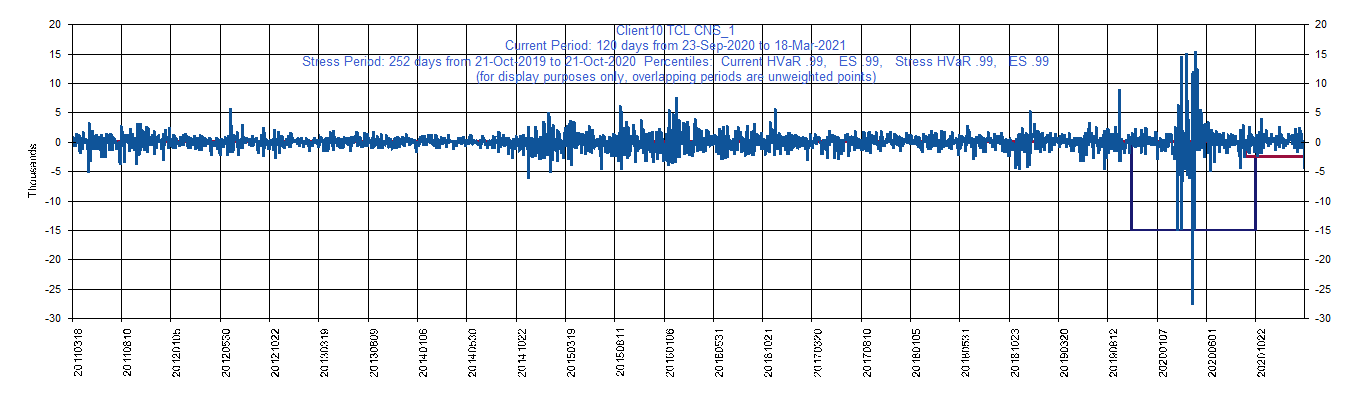 Client10 TCL CNS_1
Current Period: 120 days from 23-Sep-2020 to 18-Mar-2021
Stress Period: 252 days from 21-Oct-2019 to 21-Oct-2020 Percentiles: Current HVaR .99, ES .99, Stress HVaR .99, ES .99
(for display purposes only, overlapping periods are unweighted points)
20 20
15 15
10 10
5 5
0 0
-5 -5
-10 -10
-15 -15
-20 -20
-25 -25
-30 -30
Thousands
20110318 20110810 20120105 20120530 20121022 20130319 20130809 20140106 20140530 20141022 20150319 20150811 20160106 20160531 20161021 20170320 20170810 20180105 20180531 20181023 20190320 20190812 20200107 20200601 20201022